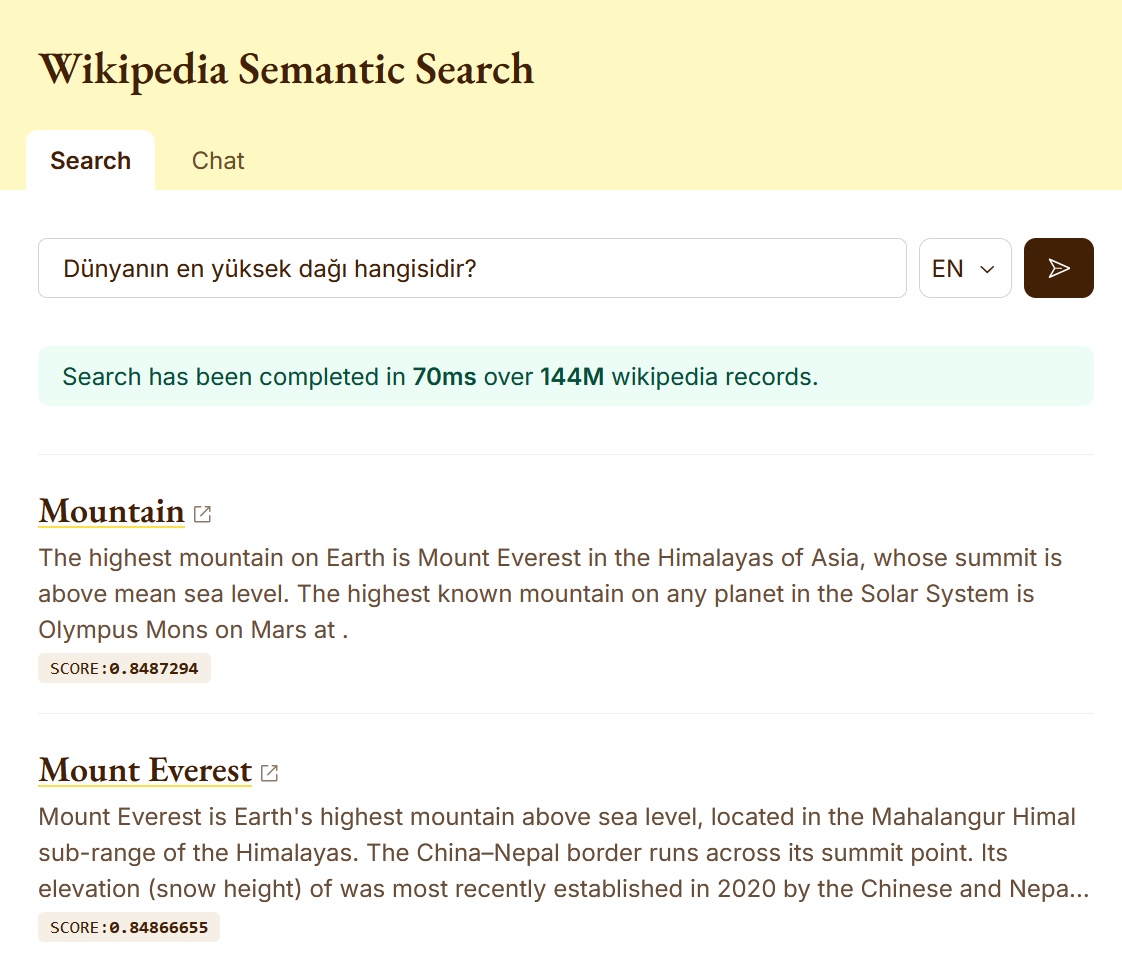 Wikipedia Semantic Search
Search
Chat
Dünyanın en yüksek dağı hangisidir?
EN
Search has been completed in 70ms over 144M wikipedia records.
Mountain
The highest mountain on Earth is Mount Everest in the Himalayas of Asia, whose summit is
above mean sea level. The highest known mountain on any planet in the Solar System is
Olympus Mons on Mars at .
SCORE:0.8487294
Mount Everest
Mount Everest is Earth's highest mountain above sea level, located in the Mahalangur Himal
sub-range of the Himalayas. The China–Nepal border runs across its summit point. Its
elevation (snow height) of was most recently established in 2020 by the Chinese and Nepa...
SCORE:0.84866655